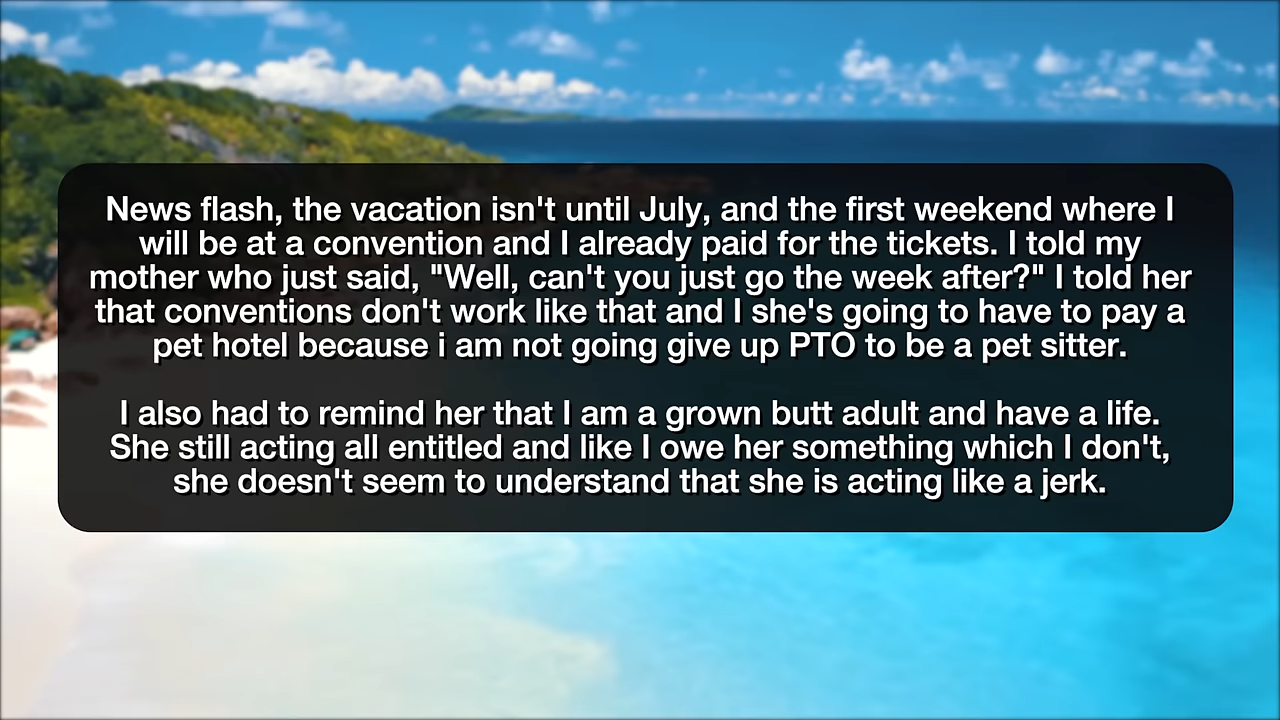 News flash, the vacation isn't until July, and the first weekend where I
will be at a convention and I already paid for the tickets. I told my
mother who just said, "Well, can't you just go the week after?" I told her
that conventions don't work like that and I she's going to have to pay a
pet hotel because i am not going give up PTO to be a pet sitter.
I also had to remind her that I am a grown butt adult and have a life.
She still acting all entitled and like I owe her something which I don't,
she doesn't seem to understand that she is acting like a jerk.